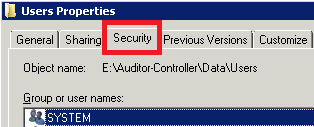 Users Properties
General Sharing Security Previous Versions Customize
Object name: E:\Auditor-Controller\Data\Users
Group or user names:
SYSTEM